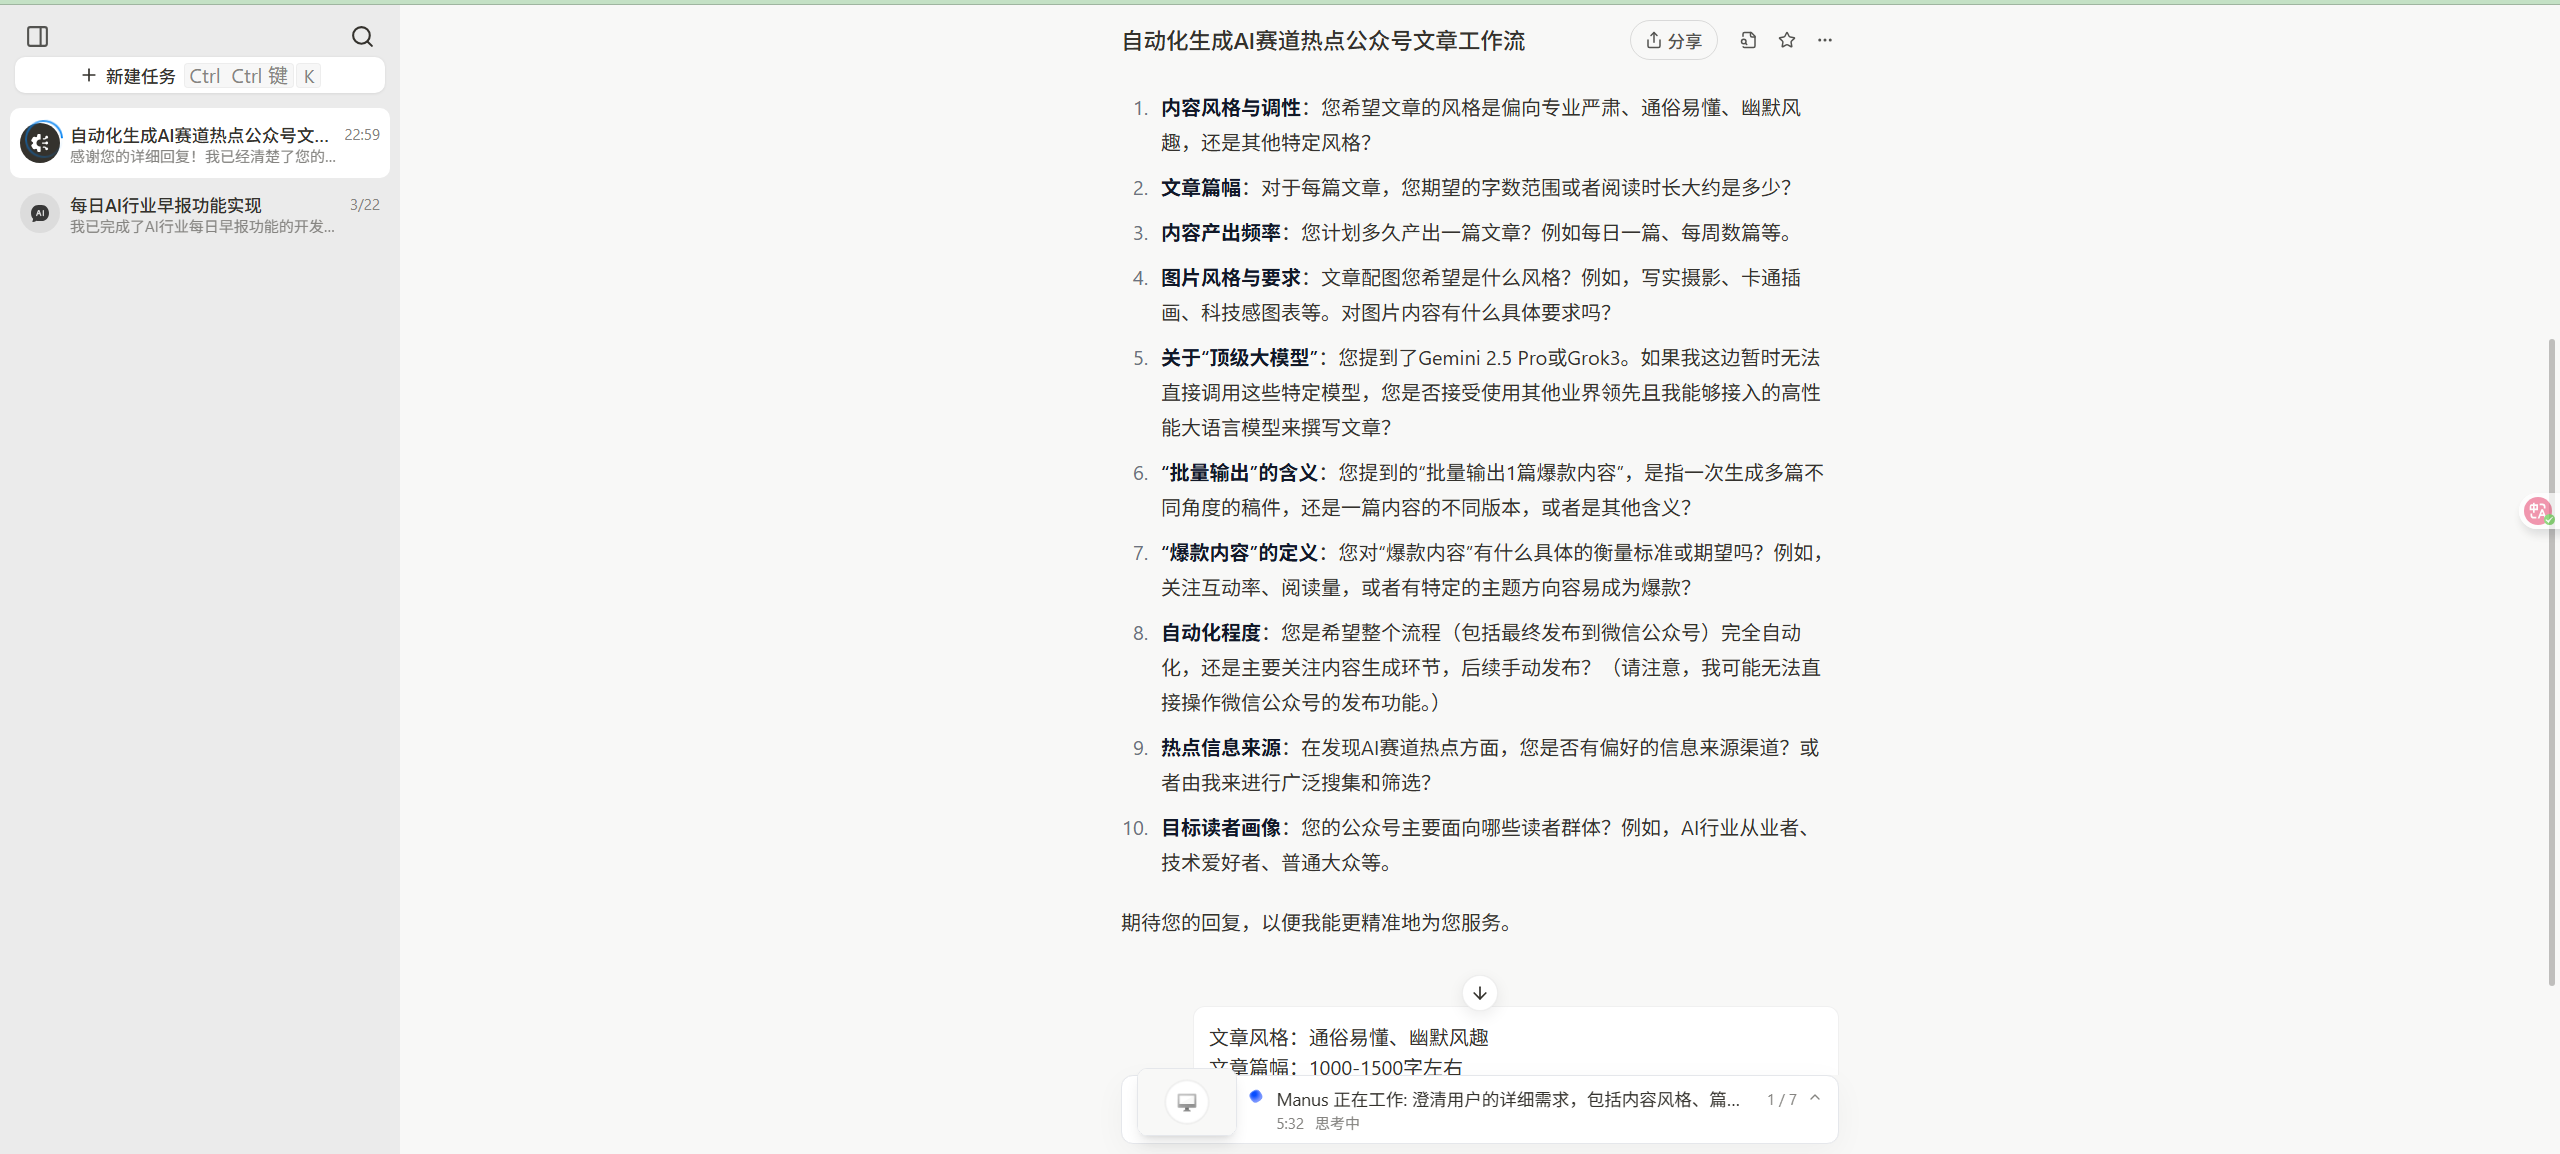 新建任务 Ctrl Ctrl 键 K
自动化生成AI赛道热点公众号文... 22:59
感谢您的详细回复！我已经清楚了您的...
AI
每日AI行业早报功能实现 3/22
我已完成了AI行业每日早报功能的开发...
自动化生成AI赛道热点公众号文章工作流
分享
1. 内容风格与调性：您希望文章的风格是偏向专业严肃、通俗易懂、幽默风
趣，还是其他特定风格？
2. 文章篇幅：对于每篇文章，您期望的字数范围或者阅读时长大约是多少？
3. 内容产出频率：您计划多久产出一篇文章？例如每日一篇、每周数篇等。
4. 图片风格与要求：文章配图您希望是什么风格？例如，写实摄影、卡通插
画、科技感图表等。对图片内容有什么具体要求吗？
5. 关于“顶级大模型”：您提到了Gemini 2.5 Pro或Grok3。如果我这边暂时无法
直接调用这些特定模型，您是否接受使用其他业界领先且我能够接入的高性
能大语言模型来撰写文章？
6. “批量输出”的含义：您提到的“批量输出1篇爆款内容”，是指一次生成多篇不
同角度的稿件，还是一篇内容的不同版本，或者是其他含义？
7. “爆款内容”的定义：您对“爆款内容”有什么具体的衡量标准或期望吗？例如，
关注互动率、阅读量，或者有特定的主题方向容易成为爆款？
8. 自动化程度：您是希望整个流程（包括最终发布到微信公众号）完全自动
化，还是主要关注内容生成环节，后续手动发布？（请注意，我可能无法直
接操作微信公众号的发布功能。）
9. 热点信息来源：在发现AI赛道热点方面，您是否有偏好的信息来源渠道？或
者由我来进行广泛搜集和筛选？
10. 目标读者画像：您的公众号主要面向哪些读者群体？例如，AI行业从业者、
技术爱好者、普通大众等。
期待您的回复，以便我能更精准地为您服务。
文章风格：通俗易懂、幽默风趣
文章篇幅：1000-1500字左右
Manus 正在工作: 澄清用户的详细需求，包括内容风格、篇... 1 / 7
5:32 思考中